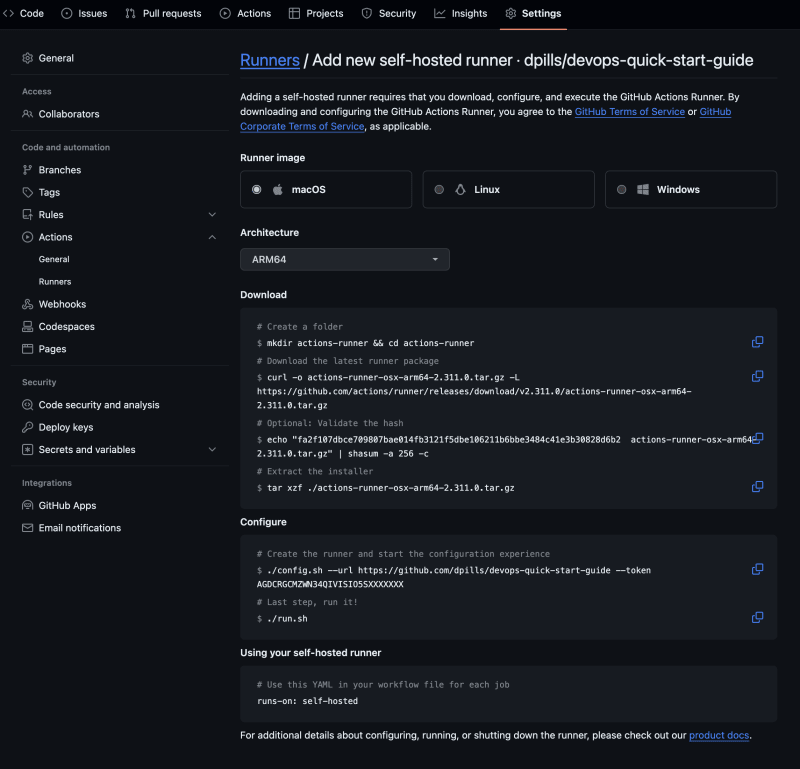 Code Issues Pull requests Actions Projects Security Insights Settings
General
Access
Collaborators
Code and automation
Branches
Tags
Rules
Actions
General
Runners
Webhooks
Codespaces
Pages
Security
Code security and analysis
Deploy keys
Secrets and variables
Integrations
GitHub Apps
Email notifications
Runners / Add new self-hosted runner · dpills/devops-quick-start-guide
Adding a self-hosted runner requires that you download, configure, and execute the GitHub Actions Runner. By
downloading and configuring the GitHub Actions Runner, you agree to the GitHub Terms of Service or GitHub
Corporate Terms of Service, as applicable.
Runner image
macOS Linux Windows
Architecture
ARM64
Download
# Create a folder
$ mkdir actions-runner && cd actions-runner
# Download the latest runner package
$ curl -o actions-runner-osx-arm64-2.311.0.tar.gz -L
https://github.com/actions/runner/releases/download/v2.311.0/actions-runner-osx-arm64-
2.311.0.tar.gz
# Optional: Validate the hash
$ echo "fa2f107dbce709807bae014fb3121f5dbe106211b6bbe3484c41e3b30828d6b2  actions-runner-osx-arm64-
2.311.0.tar.gz" | shasum -a 256 -c
# Extract the installer
$ tar xzf ./actions-runner-osx-arm64-2.311.0.tar.gz
Configure
# Create the runner and start the configuration experience
$ ./config.sh --url https://github.com/dpills/devops-quick-start-guide --token
AGDCRGCMZWN34QIVISIO5SXXXXXXX
# Last step, run it!
$ ./run.sh
Using your self-hosted runner
# Use this YAML in your workflow file for each job
runs-on: self-hosted
For additional details about configuring, running, or shutting down the runner, please check out our product docs.